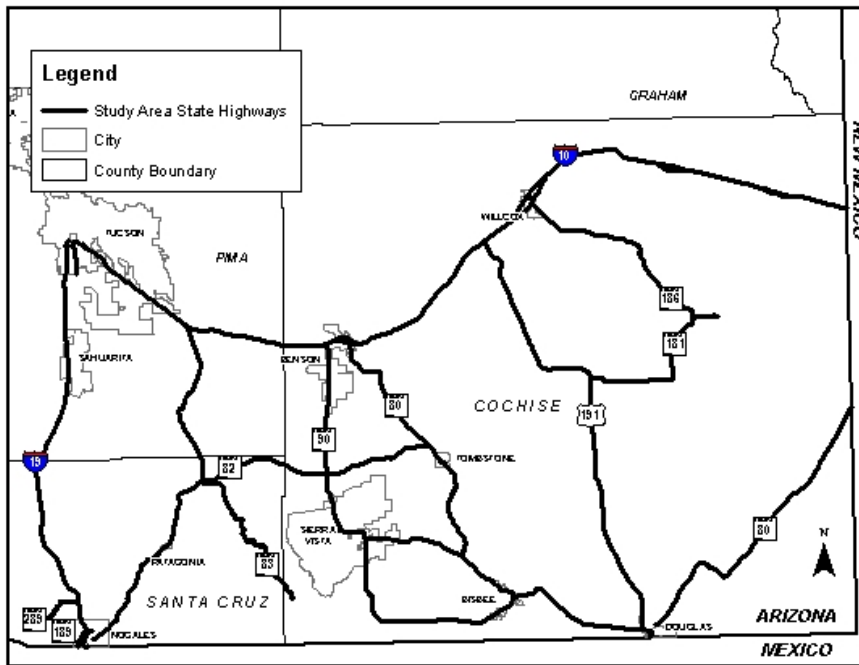 Legend
Study Area State Highways
City
County Boundary
GRAHAM
NEW MEXICO
10
WILLCOX
TUCSON
PIMA
186
181
SAHUARITA
BENSON
80
COCHISE
191
90
19
82
TOMBSTONE
SIERRA
VISTA
80
N
PATAGONIA
83
SANTA CRUZ
BISBEE
289
189
NOGALES
DOUGLAS
ARIZONA
MEXICO